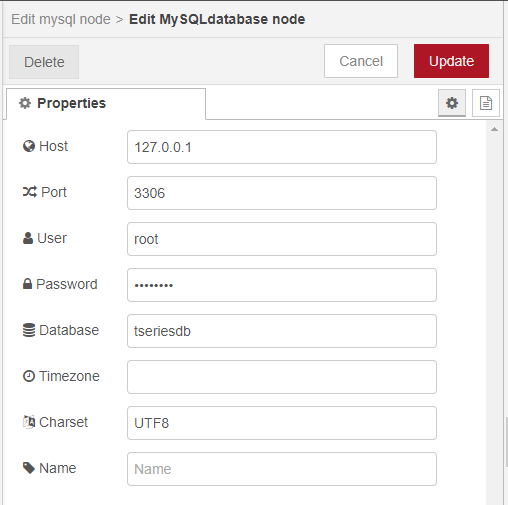 Edit mysql node > Edit MySQLdatabase node
Delete Cancel Update
Properties
Host 127.0.0.1
Port 3306
User root
Password ••••••••
Database tseriesdb
Timezone
Charset UTF8
Name Name